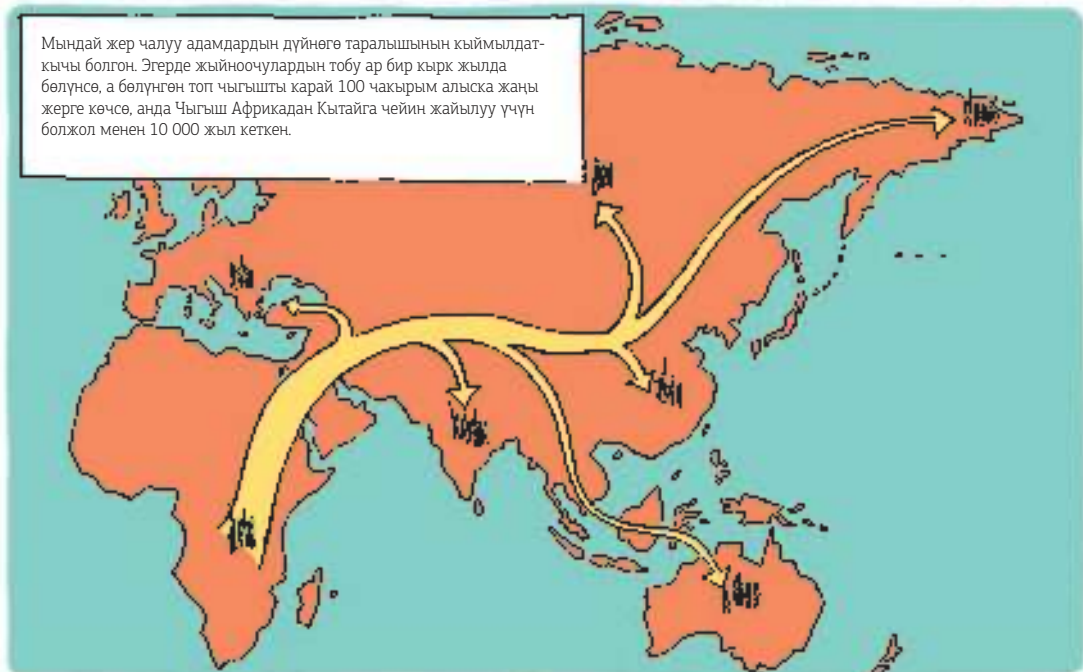 Мындай жер чалуу адамдардын дүйнөгө таралышынын кыймылдат-
кычы болгон. Эгерде жыйноочулардын тобу ар бир кырк жылда
бөлүнсө, а бөлүнгөн топ чыгышты карай 100 чакырым алыска жаңы
жерге көчсө, анда Чыгыш Африкадан Кытайга чейин жайылуу үчүн
болжол менен 10 000 жыл кеткен.